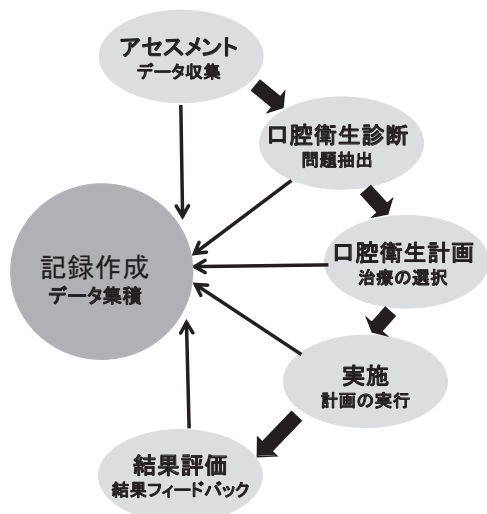 アセスメント
データ収集
口腔衛生診断
問題抽出
口腔衛生計画
治療の選択
記録作成
データ集積
実施
計画の実行
結果評価
結果フィードバック